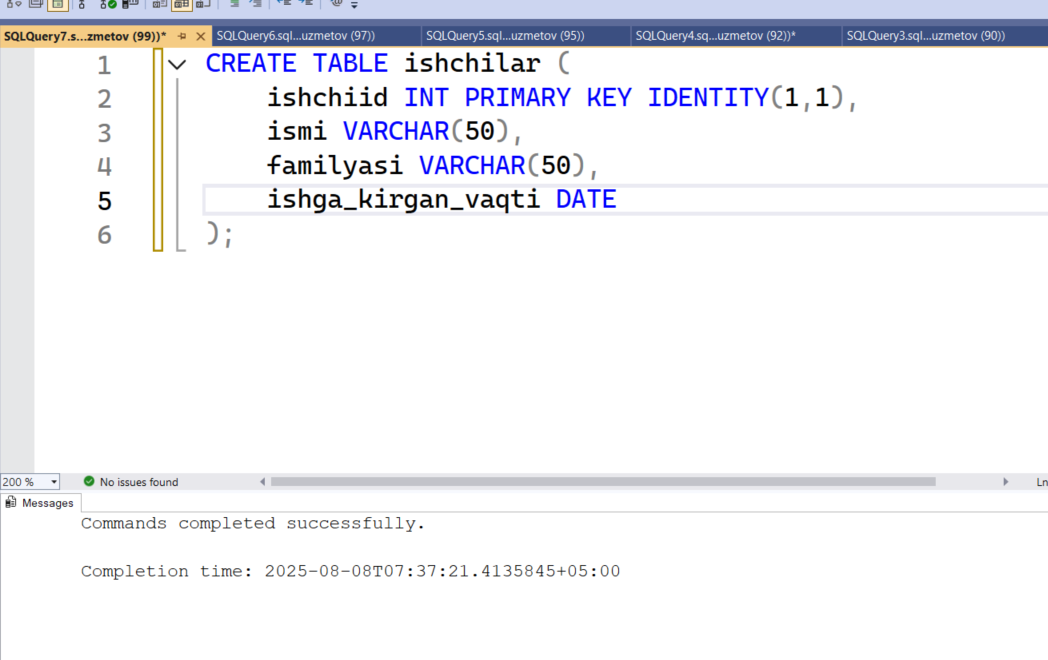 SQLQuery7.s...zmetov (99))*
SQLQuery6.sql...uzmetov (97))
SQLQuery5.sql...uzmetov (95))
SQLQuery4.sq...uzmetov (92))*
SQLQuery3.sql...uzmetov (90))
1 CREATE TABLE ishchilar (
2 ishchiid INT PRIMARY KEY IDENTITY(1,1),
3 ismi VARCHAR(50),
4 familyasi VARCHAR(50),
5 ishga_kirgan_vaqti DATE
6 );
200 %
No issues found
Ln
Messages
Commands completed successfully.
Completion time: 2025-08-08T07:37:21.4135845+05:00